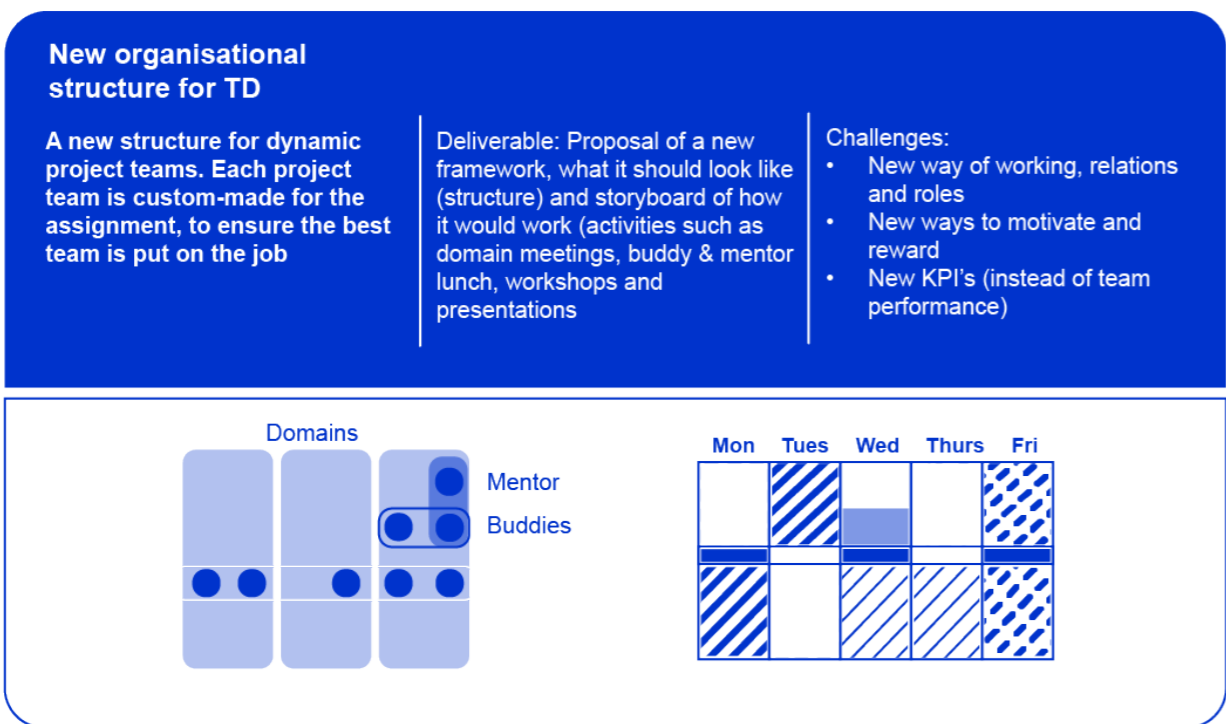 New organisational
structure for TD
A new structure for dynamic
project teams. Each project
team is custom-made for the
assignment, to ensure the best
team is put on the job
Deliverable: Proposal of a new
framework, what it should look like
(structure) and storyboard of how
it would work (activities such as
domain meetings, buddy & mentor
lunch, workshops and
presentations
Challenges:
• New way of working, relations
and roles
• New ways to motivate and
reward
• New KPI's (instead of team
performance)
Domains
Mentor
Buddies
Mon Tues Wed Thurs Fri